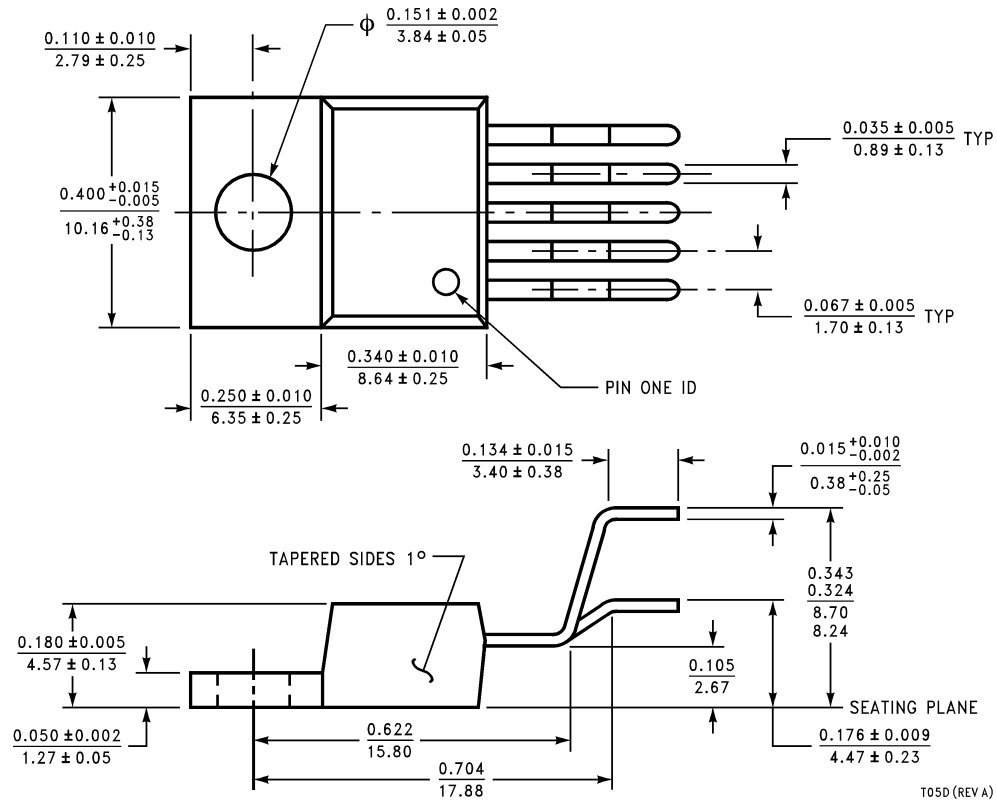 ϕ 0.151 ± 0.002
3.84 ± 0.05
0.110 ± 0.010
2.79 ± 0.25
0.035 ± 0.005 TYP
0.89 ± 0.13
0.400 +0.015 -0.005
10.16 +0.38 -0.13
0.067 ± 0.005 TYP
1.70 ± 0.13
0.340 ± 0.010
8.64 ± 0.25
PIN ONE ID
0.250 ± 0.010
6.35 ± 0.25
0.134 ± 0.015
3.40 ± 0.38
0.015 +0.010 -0.002
0.38 +0.25 -0.05
TAPERED SIDES 1°
0.343
0.324
8.70
8.24
0.180 ± 0.005
4.57 ± 0.13
0.105
2.67
SEATING PLANE
0.050 ± 0.002
1.27 ± 0.05
0.622
15.80
0.176 ± 0.009
4.47 ± 0.23
0.704
17.88
T05D (REV A)